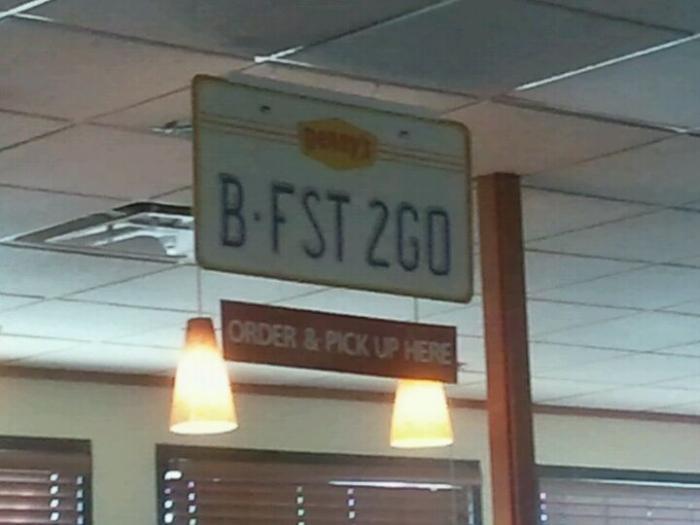 Denny's
B·FST 2GO
ORDER & PICK UP HERE